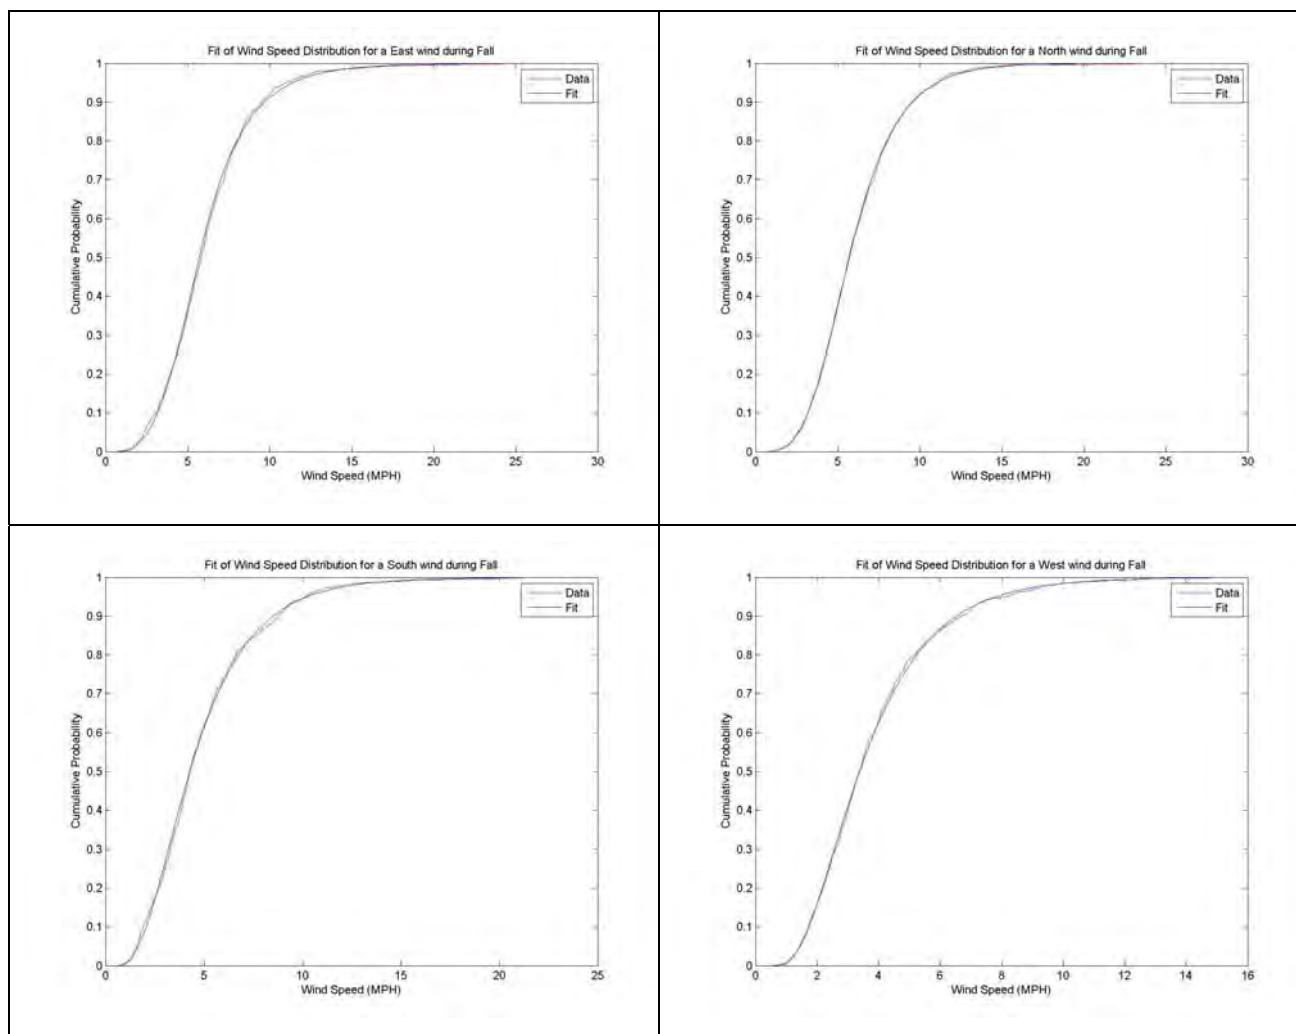 Fit of Wind Speed Distribution for a East wind during Fall
1
0.9
0.8
0.7
0.6
0.5
0.4
0.3
0.2
0.1
0
Cumulative Probability
Data
Fit
0 5 10 15 20 25 30
Wind Speed (MPH)
Fit of Wind Speed Distribution for a North wind during Fall
1
0.9
0.8
0.7
0.6
0.5
0.4
0.3
0.2
0.1
0
Cumulative Probability
Data
Fit
0 5 10 15 20 25 30
Wind Speed (MPH)
Fit of Wind Speed Distribution for a South wind during Fall
1
0.9
0.8
0.7
0.6
0.5
0.4
0.3
0.2
0.1
0
Cumulative Probability
Data
Fit
0 5 10 15 20 25
Wind Speed (MPH)
Fit of Wind Speed Distribution for a West wind during Fall
1
0.9
0.8
0.7
0.6
0.5
0.4
0.3
0.2
0.1
0
Cumulative Probability
Data
Fit
0 2 4 6 8 10 12 14 16
Wind Speed (MPH)